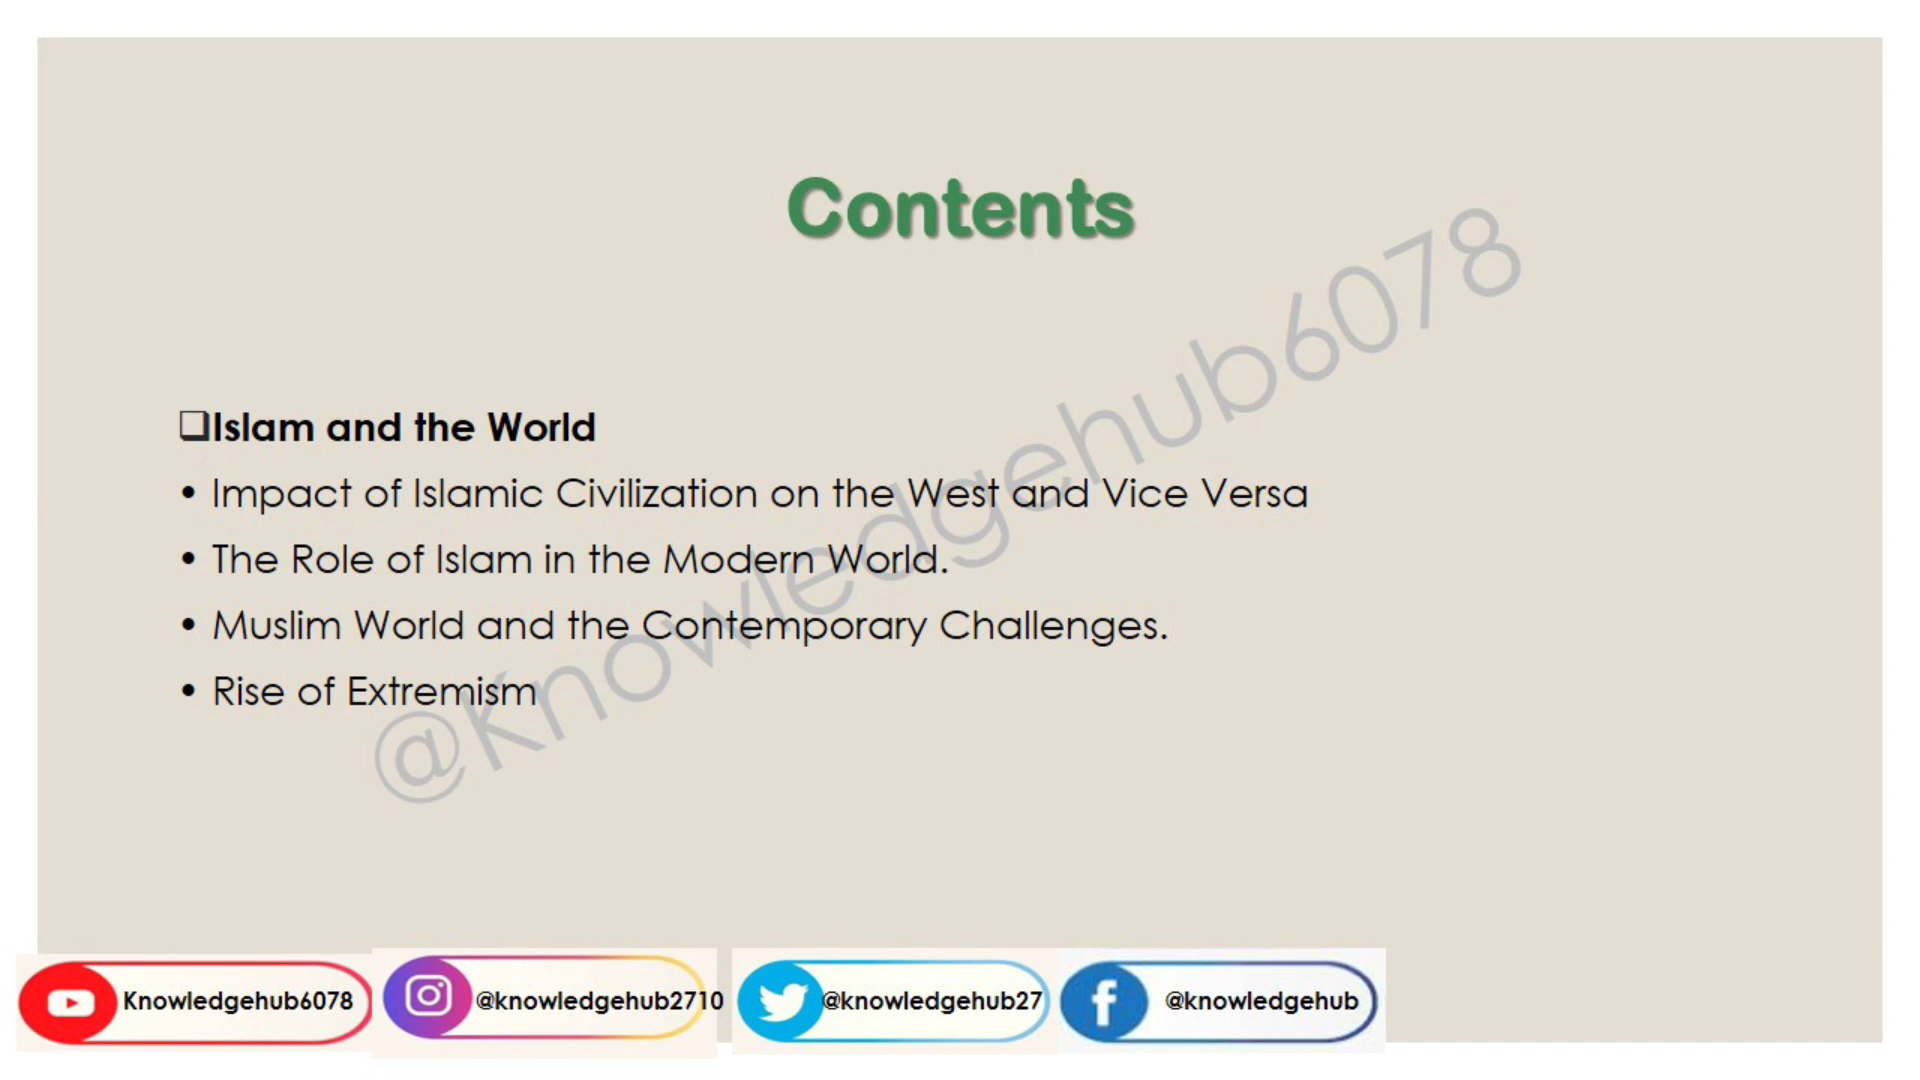 Contents
❑Islam and the World
• Impact of Islamic Civilization on the West and Vice Versa
• The Role of Islam in the Modern World.
• Muslim World and the Contemporary Challenges.
• Rise of Extremism
@Knowledgehub6078
Knowledgehub6078
@knowledgehub2710
@knowledgehub27
@knowledgehub